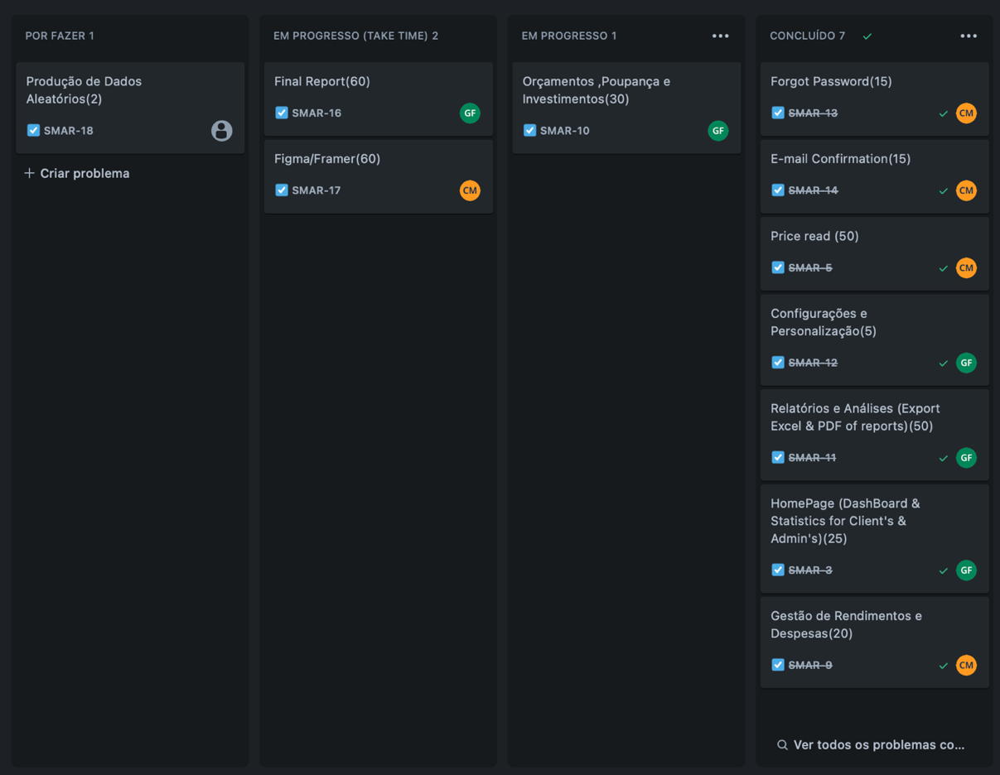 POR FAZER 1
Produção de Dados
Aleatórios(2)
SMAR-18
+ Criar problema
EM PROGRESSO (TAKE TIME) 2
Final Report(60)
SMAR-16
GF
Figma/Framer(60)
SMAR-17
CM
EM PROGRESSO 1
Orçamentos ,Poupança e
Investimentos(30)
SMAR-10
GF
CONCLUÍDO 7
Forgot Password(15)
SMAR-13
CM
E-mail Confirmation(15)
SMAR-14
CM
Price read (50)
SMAR-5
CM
Configurações e
Personalização(5)
SMAR-12
GF
Relatórios e Análises (Export
Excel & PDF of reports)(50)
SMAR-11
GF
HomePage (DashBoard &
Statistics for Client's &
Admin's)(25)
SMAR-3
GF
Gestão de Rendimentos e
Despesas(20)
SMAR-9
CM
Ver todos os problemas co...